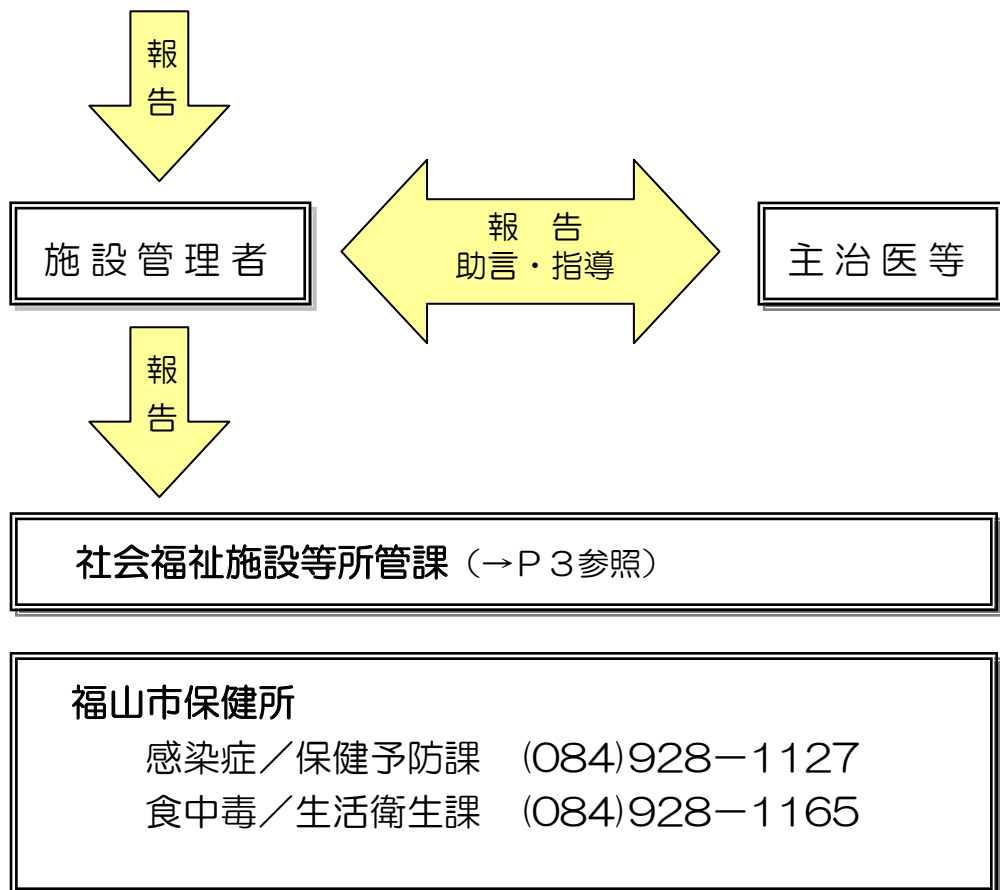 報
告
施設管理者
報 告
助言・指導
主治医等
報
告
社会福祉施設等所管課（→P３参照）
福山市保健所
感染症／保健予防課 (084)928－1127
食中毒／生活衛生課 (084)928－1165